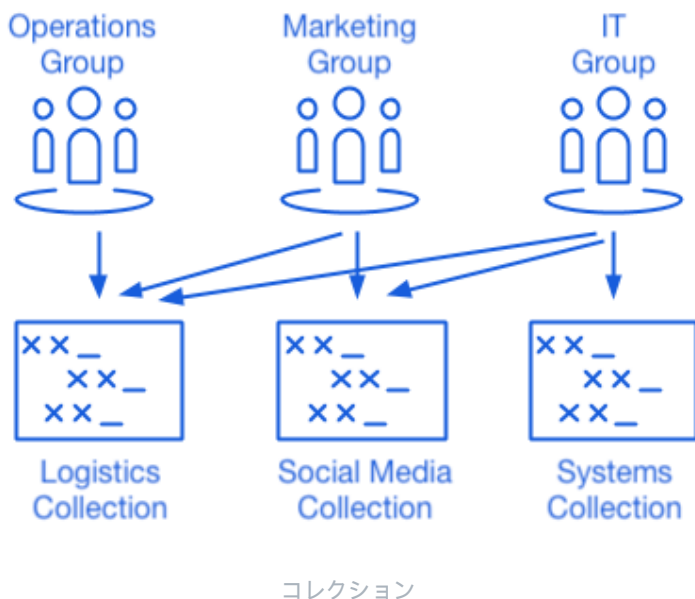 Operations
Group
Marketing
Group
IT
Group
Logistics
Collection
Social Media
Collection
Systems
Collection
コレクション